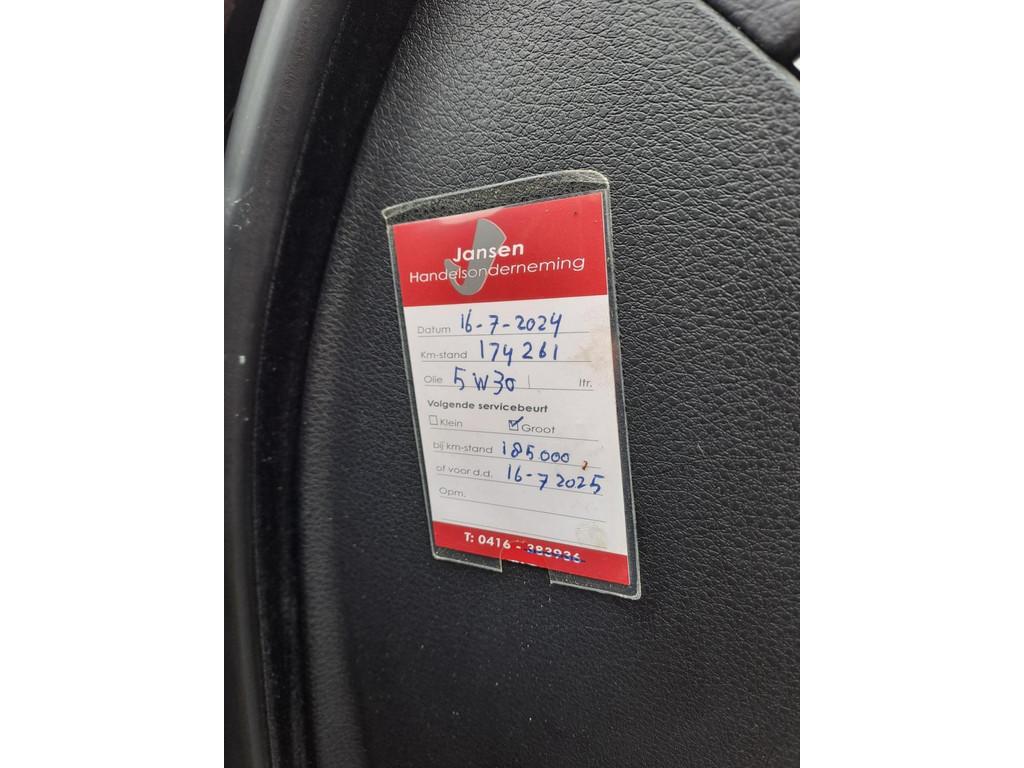 Jansen
Handelsonderneming
Datum 16-7-2024
Km-stand 174261
Olie 5W30 ltr.
Volgende servicebeurt
Klein Groot
bij km-stand 185000
of voor d.d. 16-7 2025
Opm.
T: 0416 - 383936